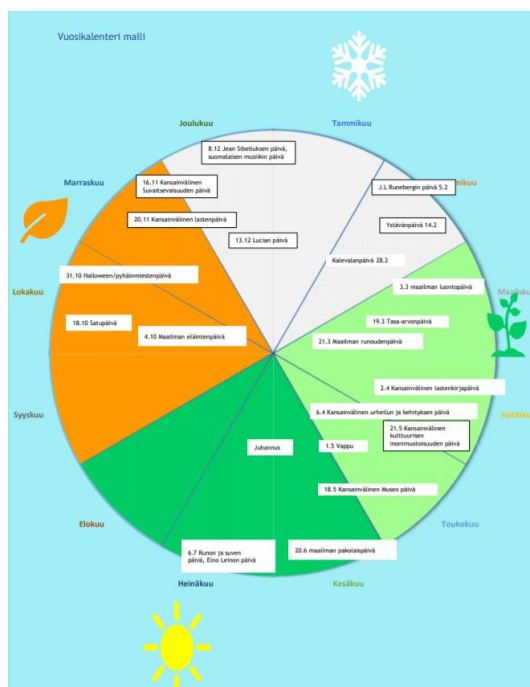 Vuosikalenteri malli
Joulukuu
Tammikuu
8.12 Jean Sibeliuksen päivä,
suomalaisen musiikin päivä
Marraskuu
16.11 Kansainvälinen
Suvaitsevaisuuden päivä
J.L Runebergin päivä 5.2
mikuu
20.11 Kansainvälinen lastenpäivä
Ystävänpäivä 14.2
13.12 Lucian päivä
Kalevalanpäivä 28.2
31.10 Halloween/pyhäinmiestenpäivä
3.3 maailman luontopäivä
Lokakuu
Maalisku
18.10 Satupäivä
19.3 Tasa-arvonpäivä
4.10 Maailman eläintenpäivä
21.3 Maailman runoudenpäivä
2.4 Kansainvälinen lastenkirjapäivä
Syyskuu
6.4 Kansainvälinen urheilun ja kehityksen päivä
Huhtiku
21.5 Kansainvälinen
kulttuurisen
monimuotoisuuden päivä
Juhannus
1.5 Vappu
18.5 Kansainvälinen Museo päivä
Elokuu
Toukokuu
6.7 Runon ja suven
päivä, Eino Leinon päivä
20.6 maailman pakolaispäivä
Heinäkuu
Kesäkuu